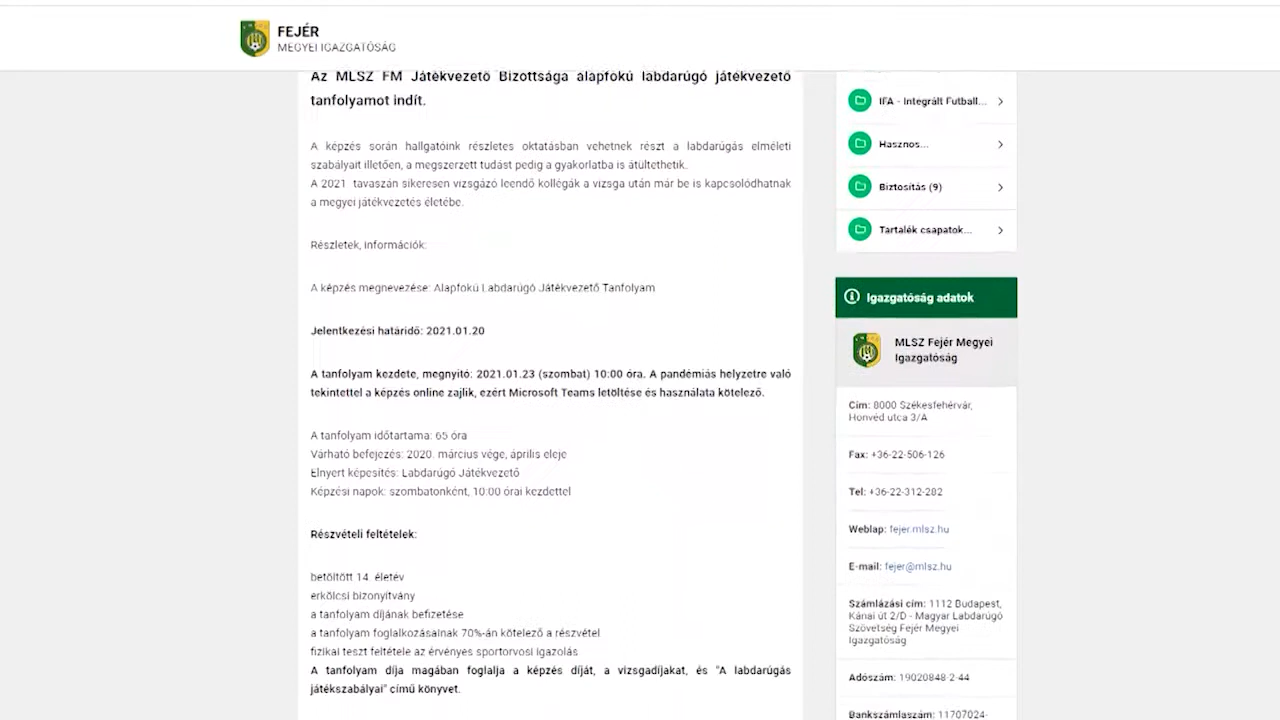 FEJÉR
MEGYEI IGAZGATÓSÁG
Az MLSZ FM Játékvezető Bizottsága alapfokú labdarúgó játékvezető
tanfolyamot indít.
A képzés során hallgatóink részletes oktatásban vehetnek részt a labdarúgás elméleti
szabályait illetően, a megszerzett tudást pedig a gyakorlatba is átültethetik.
A 2021 tavaszán sikeresen vizsgázó leendő kollégák a vizsga után már be is kapcsolódhatnak
a megyei játékvezetés életébe.
Részletek, információk:
A képzés megnevezése: Alapfokú Labdarúgó Játékvezető Tanfolyam
Jelentkezési határidő: 2021.01.20
A tanfolyam kezdete, megnyitó: 2021.01.23 (szombat) 10:00 óra. A pandémiás helyzetre való
tekintettel a képzés online zajlik, ezért Microsoft Teams letöltése és használata kötelező.
A tanfolyam időtartama: 65 óra
Várható befejezés: 2020. március vége, április eleje
Elnyert képesítés: Labdarúgó Játékvezető
Képzési napok: szombatonként, 10:00 órai kezdettel
Részvételi feltételek:
betöltött 14 életév
erkölcsi bizonyítvány
a tanfolyam díjának befizetése
a tanfolyam foglalkozásainak 70%-án kötelező a részvétel
fizikai teszt feltétele az érvényes sportorvosi igazolás
A tanfolyam díja magában foglalja a képzés díját, a vizsgadíjakat, és "A labdarúgás
játékszabályai" című könyvet.
IFA - Integrált Futball...
Hasznos...
Biztosítás (9)
Tartalék csapatok...
Igazgatóság adatok
MLSZ Fejér Megyei
Igazgatóság
Cím: 8000 Székesfehérvár,
Honvéd utca 3/A
Fax: +36-22-506-126
Tel: +36-22-312-282
Weblap: fejer.mlsz.hu
E-mail: fejer@mlsz.hu
Számlázási cím: 1112 Budapest,
Kánai út 2/D - Magyar Labdarúgó
Szövetség Fejér Megyei
Igazgatóság
Adószám: 19020848-2-44
Bankszámlaszám: 11707024-